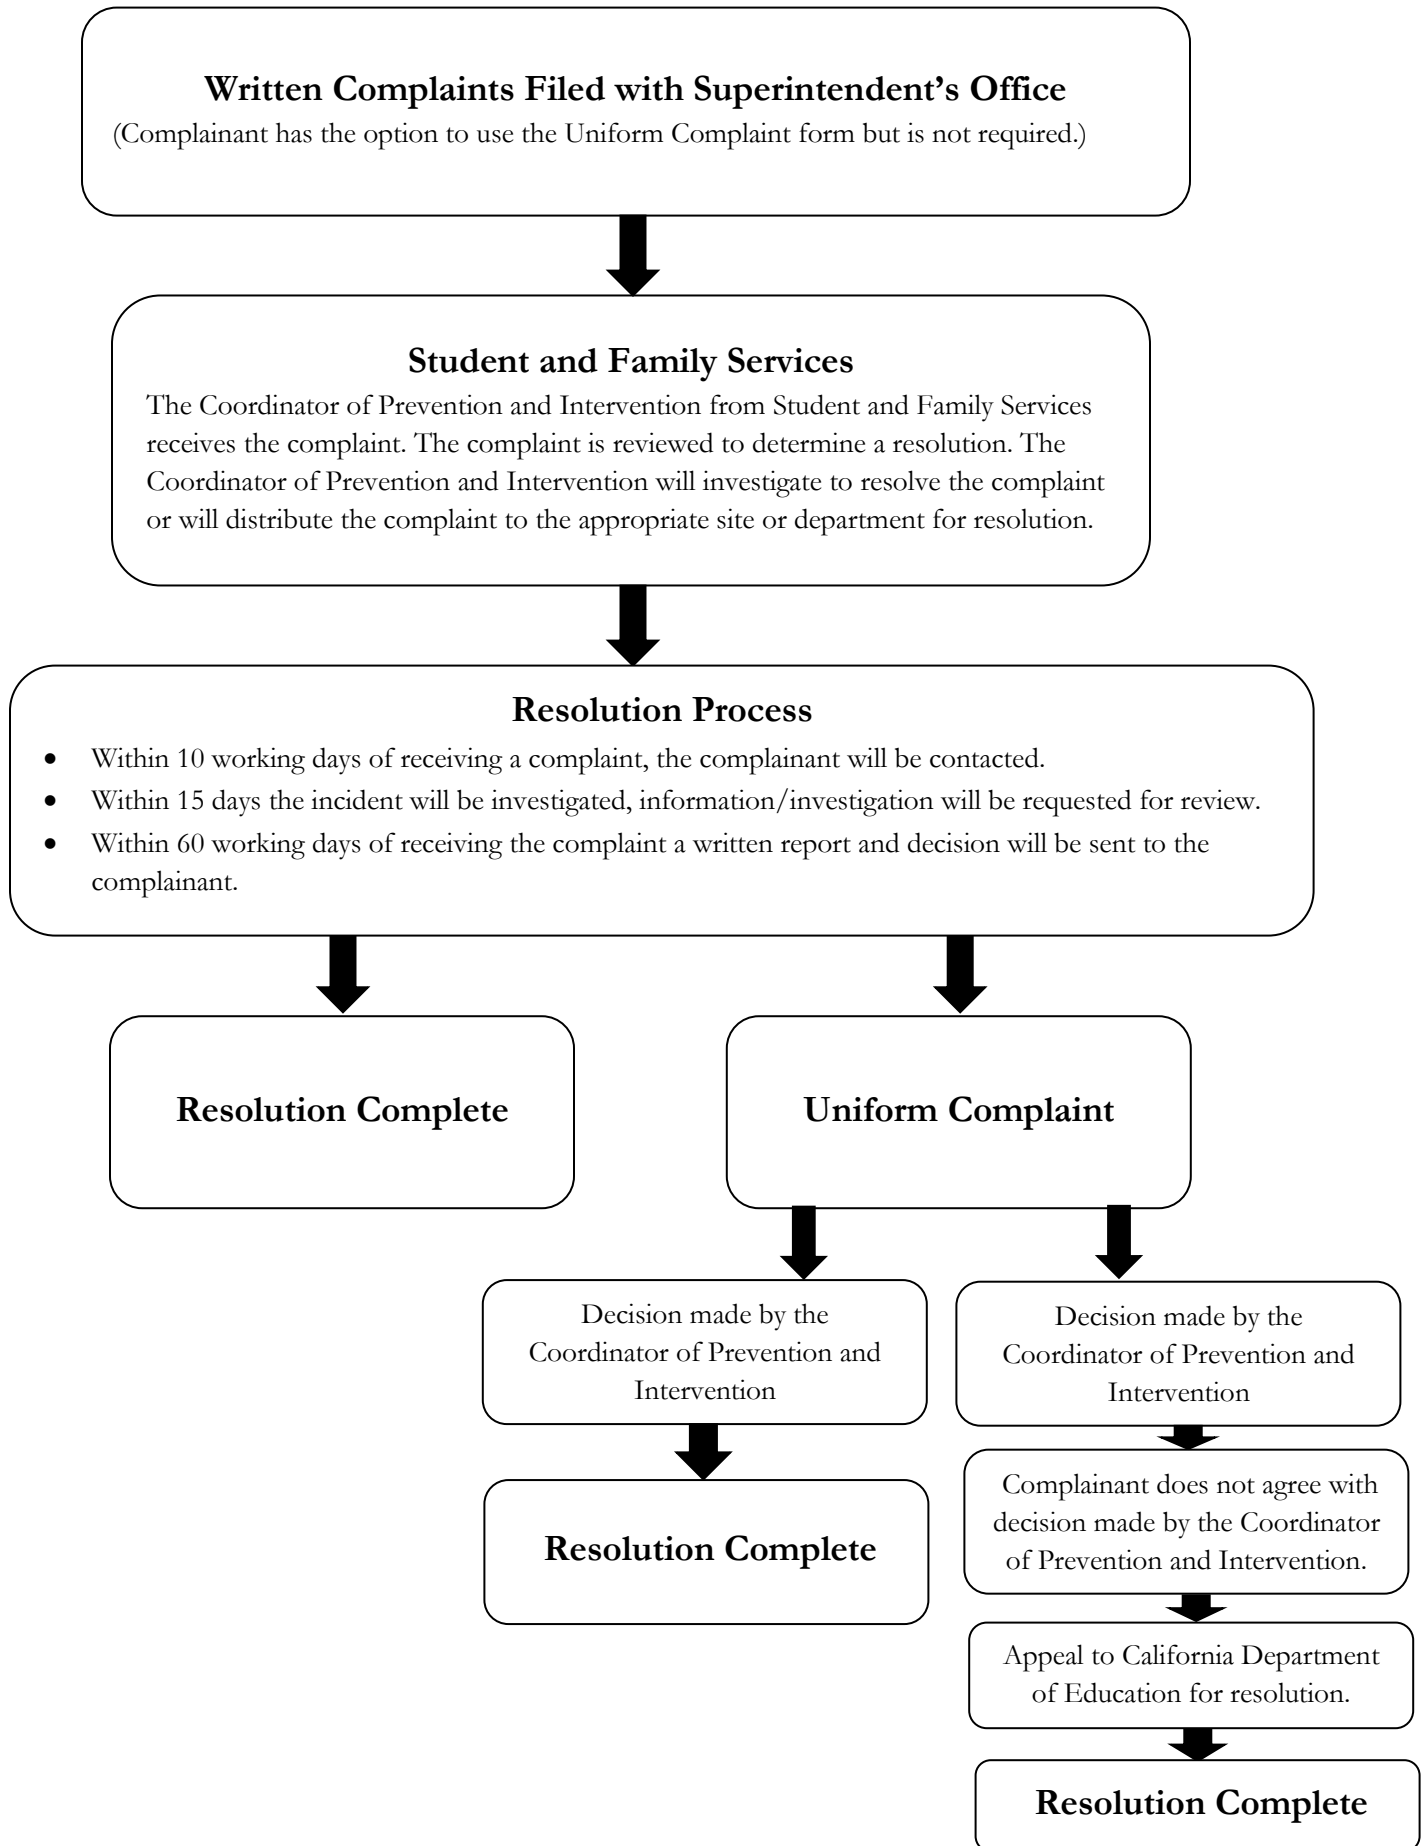 Written Complaints Filed with Superintendent’s Office
(Complainant has the option to use the Uniform Complaint form but is not required.)
Student and Family Services
The Coordinator of Prevention and Intervention from Student and Family Services
receives the complaint. The complaint is reviewed to determine a resolution. The
Coordinator of Prevention and Intervention will investigate to resolve the complaint
or will distribute the complaint to the appropriate site or department for resolution.
Resolution Process
• Within 10 working days of receiving a complaint, the complainant will be contacted.
• Within 15 days the incident will be investigated, information/investigation will be requested for review.
• Within 60 working days of receiving the complaint a written report and decision will be sent to the
complainant.
Resolution Complete
Uniform Complaint
Decision made by the
Coordinator of Prevention and
Intervention
Resolution Complete
Decision made by the
Coordinator of Prevention and
Intervention
Complainant does not agree with
decision made by the Coordinator
of Prevention and Intervention.
Appeal to California Department
of Education for resolution.
Resolution Complete